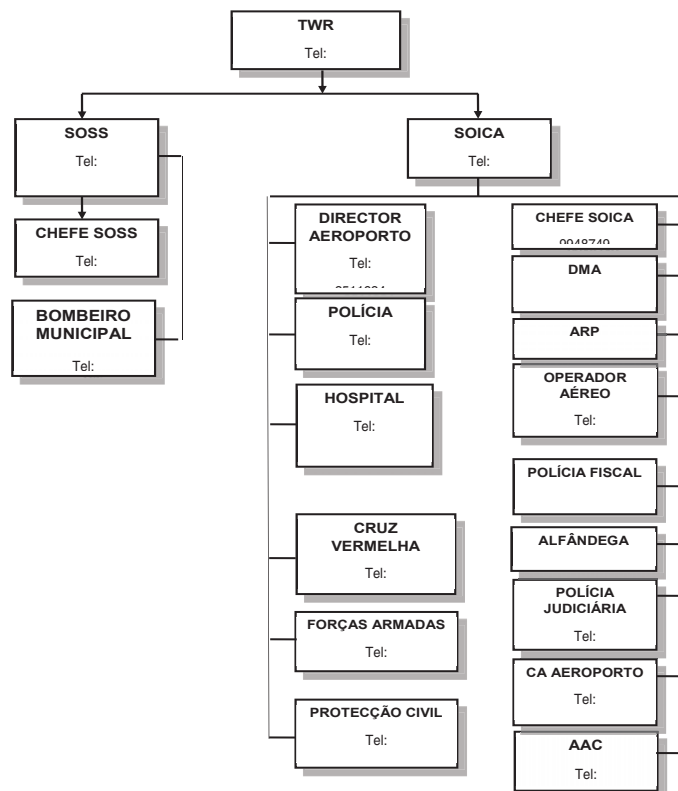 TWR
Tel:
SOSS
Tel:
CHEFE SOSS
Tel:
BOMBEIRO
MUNICIPAL
Tel:
SOICA
Tel:
DIRECTOR
AEROPORTO
Tel:
POLÍCIA
Tel:
HOSPITAL
Tel:
CRUZ
VERMELHA
Tel:
FORÇAS ARMADAS
Tel:
PROTECÇÃO CIVIL
Tel:
CHEFE SOICA
DMA
ARP
OPERADOR
AÉREO
Tel:
POLÍCIA FISCAL
ALFÂNDEGA
POLÍCIA
JUDICIÁRIA
Tel:
CA AEROPORTO
Tel:
AAC
Tel: